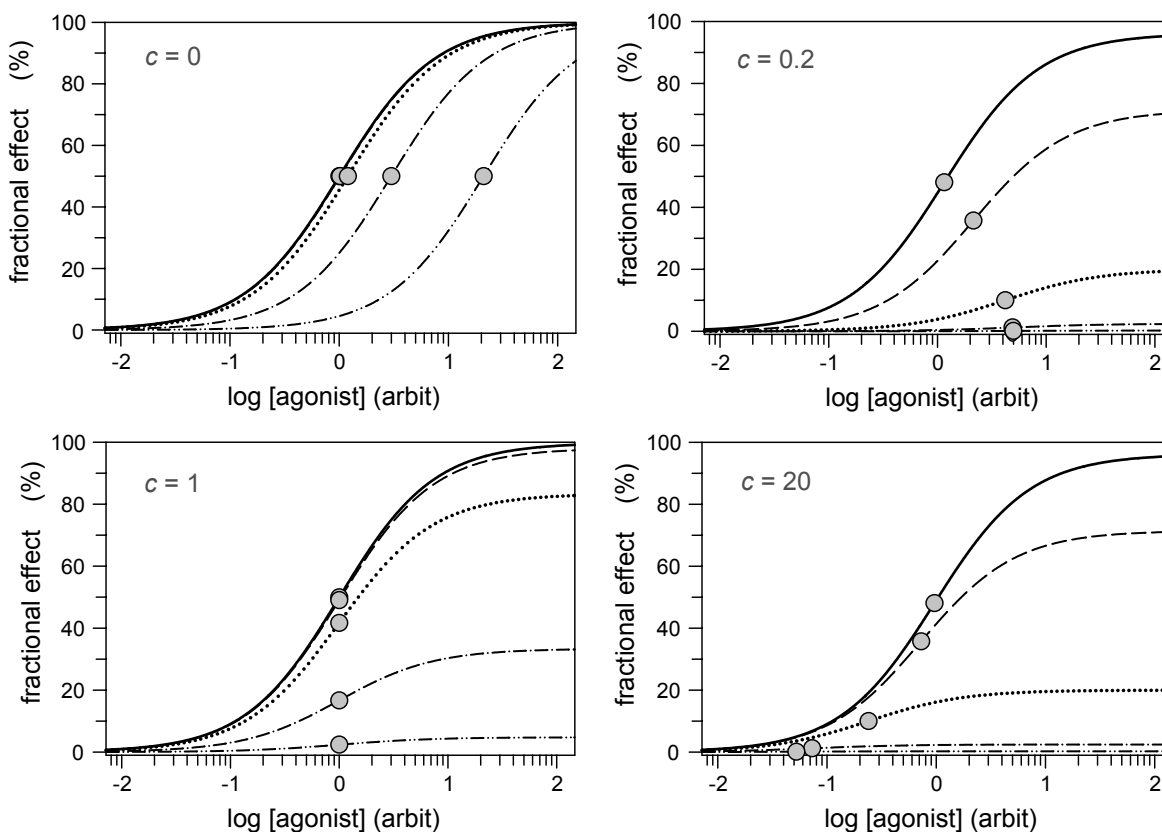 100
80
60
40
20
0
fractional effect (%)
c = 0
-2 -1 0 1 2
log [agonist] (arbit)
100
80
60
40
20
0
fractional effect (%)
c = 0.2
-2 -1 0 1 2
log [agonist] (arbit)
100
80
60
40
20
0
fractional effect (%)
c = 1
-2 -1 0 1 2
log [agonist] (arbit)
100
80
60
40
20
0
fractional effect (%)
c = 20
-2 -1 0 1 2
log [agonist] (arbit)